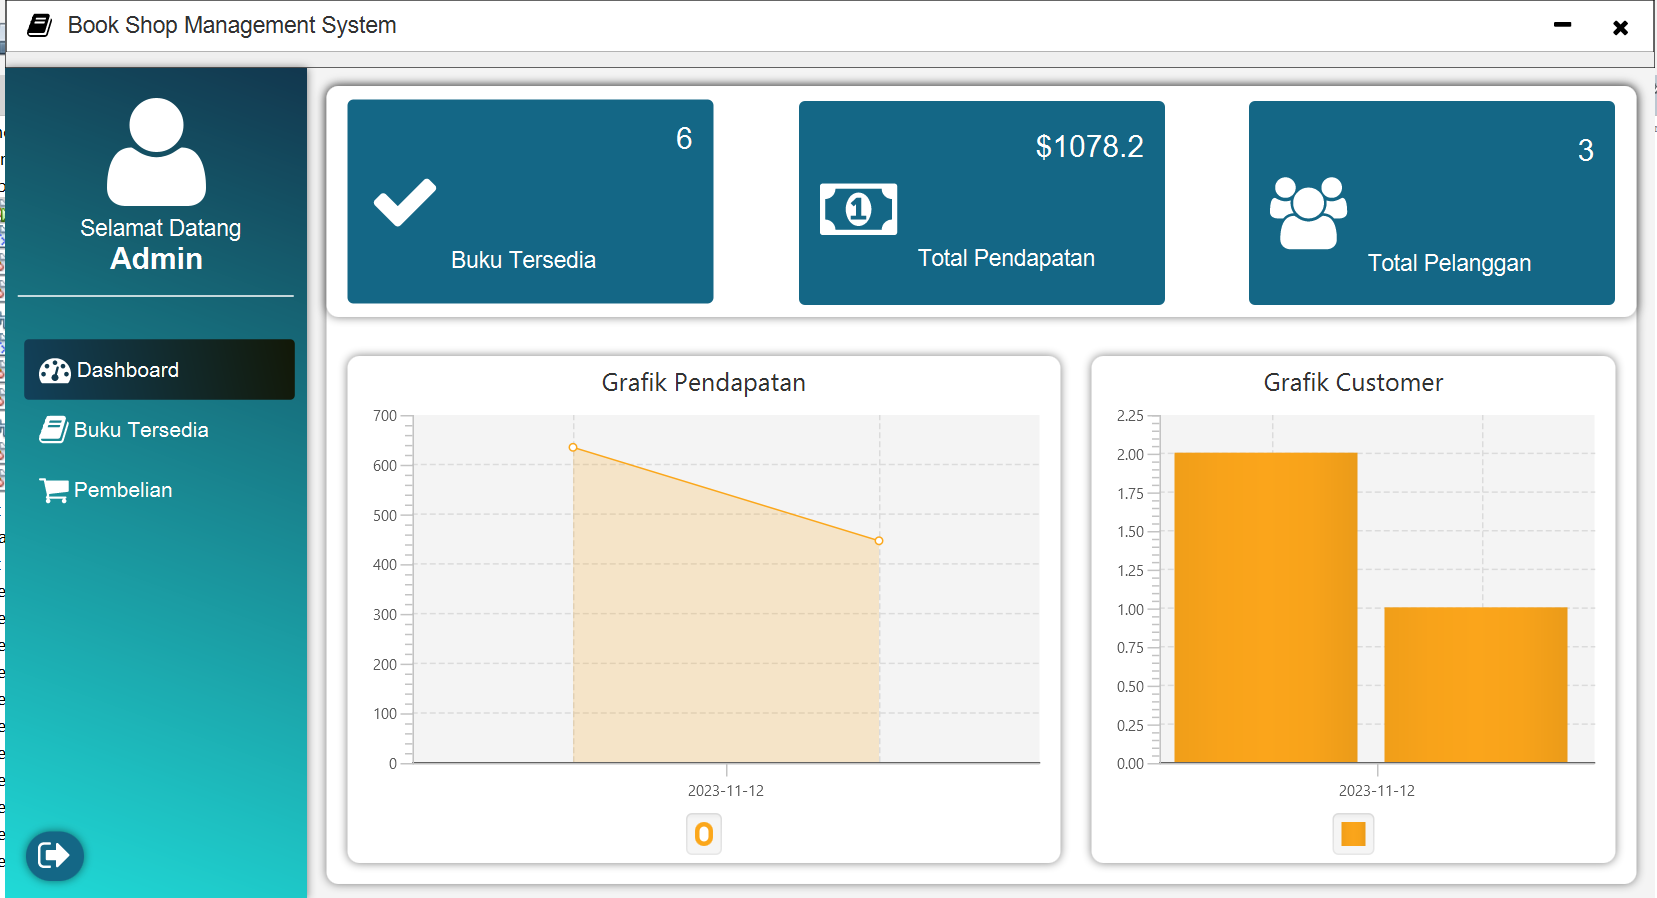 Book Shop Management System
Selamat Datang
Admin
Dashboard
Buku Tersedia
Pembelian
6
Buku Tersedia
$1078.2
1
Total Pendapatan
3
Total Pelanggan
Grafik Pendapatan
700
600
500
400
300
200
100
0
2023-11-12
Grafik Customer
2.25
2.00
1.75
1.50
1.25
1.00
0.75
0.50
0.25
0.00
2023-11-12